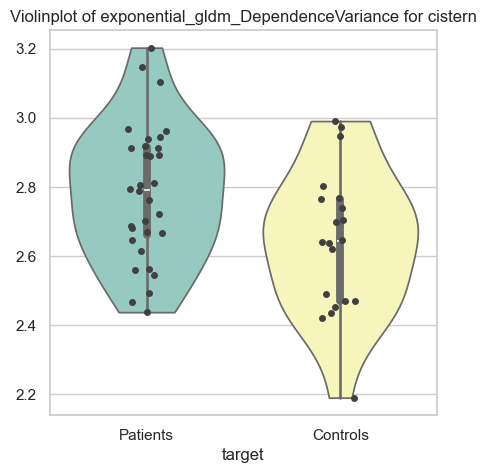 Violinplot of exponential_gldm_DependenceVariance for cistern
3.2
3.0
2.8
2.6
2.4
2.2
Patients Controls
target